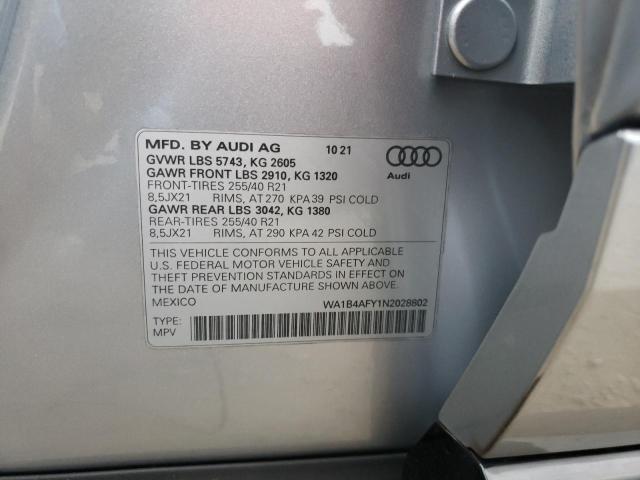 MFD. BY AUDI AG 10 21
GVWR LBS 5743, KG 2605
GAWR FRONT LBS 2910, KG 1320
FRONT-TIRES 255/40 R21
8,5JX21 RIMS, AT 270 KPA 39 PSI COLD
GAWR REAR LBS 3042, KG 1380
REAR-TIRES 255/40 R21
8,5JX21 RIMS, AT 290 KPA 42 PSI COLD
Audi
THIS VEHICLE CONFORMS TO ALL APPLICABLE
U.S. FEDERAL MOTOR VEHICLE SAFETY AND
THEFT PREVENTION STANDARDS IN EFFECT ON
THE DATE OF MANUFACTURE SHOWN ABOVE.
MEXICO WA1B4AFY1N2028802
TYPE:
MPV